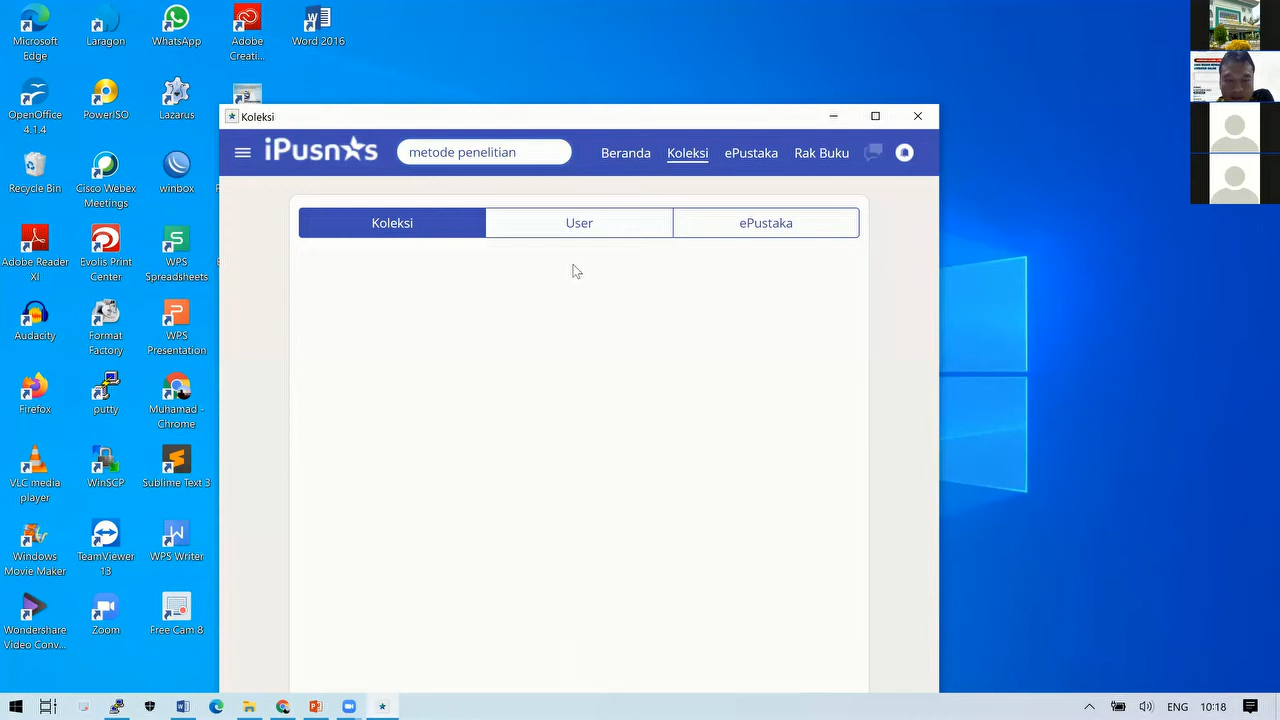 Microsoft Edge
Laragon
WhatsApp
Adobe Creati...
Word 2016
OpenOffice 4.1.4
PowerISO
Lazarus
Recycle Bin
Cisco Webex Meetings
winbox
Adobe Reader XI
Evolis Print Center
WPS Spreadsheets
Audacity
Format Factory
WPS Presentation
Firefox
putty
Muhamad - Chrome
VLC media player
WinSCP
Sublime Text 3
Windows Movie Maker
TeamViewer 13
WPS Writer
Wondershare Video Conv...
Zoom
Free Cam 8
Koleksi
iPusnas
metode penelitian
Beranda
Koleksi
ePustaka
Rak Buku
Koleksi
User
ePustaka
ENG
10:18